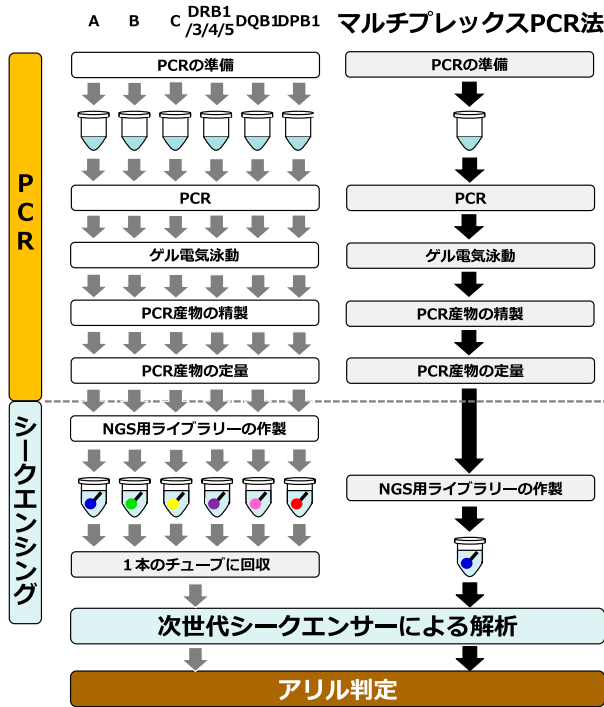 A B C DRB1 /3/4/5 DQB1 DPB1
マルチプレックスPCR法
PCR
シークエンシング
PCRの準備
PCR
ゲル電気泳動
PCR産物の精製
PCR産物の定量
NGS用ライブラリーの作製
１本のチューブに回収
PCRの準備
PCR
ゲル電気泳動
PCR産物の精製
PCR産物の定量
NGS用ライブラリーの作製
次世代シークエンサーによる解析
アリル判定